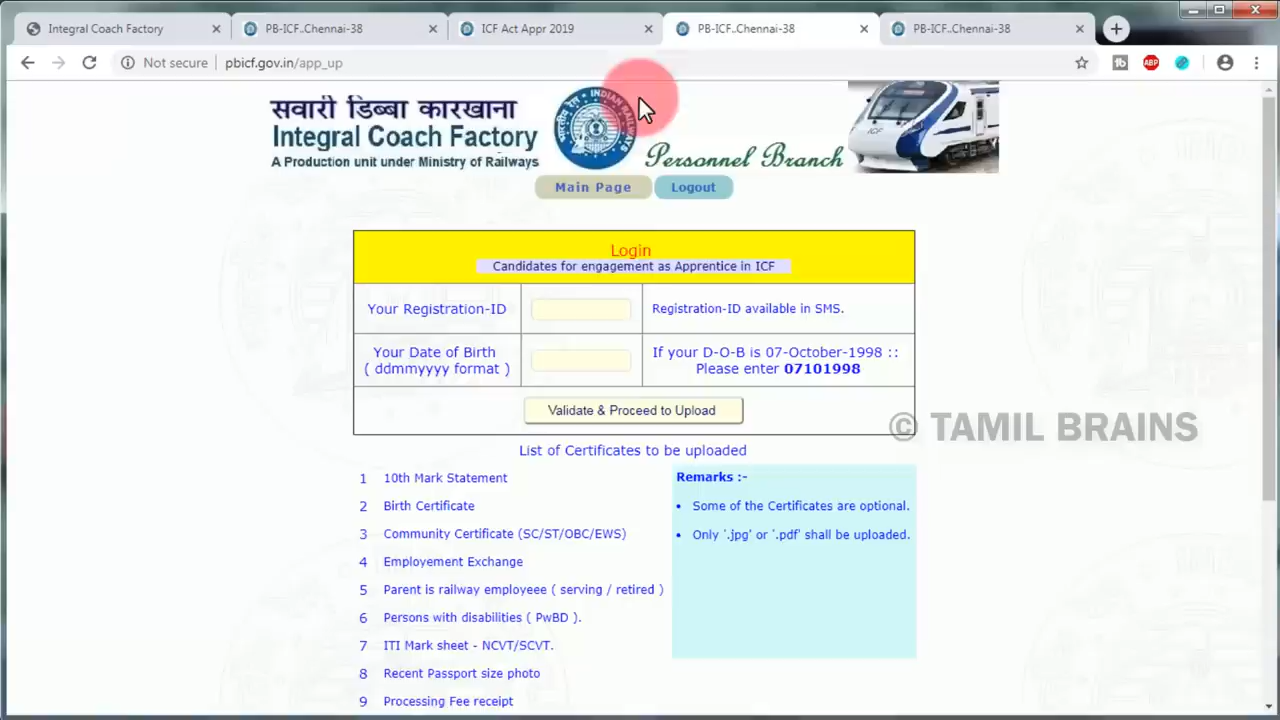 Integral Coach Factory
PB-ICF..Chennai-38
ICF Act Appr 2019
PB-ICF..Chennai-38
PB-ICF..Chennai-38
Not secure
pbicf.gov.in/app_up
ABP
सवारी डिब्बा कारखाना
Integral Coach Factory
A Production unit under Ministry of Railways
INDIAN RAILWAYS
भारतीय रेल
Personnel Branch
ICF
Main Page
Logout
Login
Candidates for engagement as Apprentice in ICF
Your Registration-ID
Registration-ID available in SMS.
Your Date of Birth
( ddmmyyyy format )
If your D-O-B is 07-October-1998 ::
Please enter 07101998
Validate & Proceed to Upload
© TAMIL BRAINS
List of Certificates to be uploaded
1 10th Mark Statement
2 Birth Certificate
3 Community Certificate (SC/ST/OBC/EWS)
4 Employement Exchange
5 Parent is railway employeee ( serving / retired )
6 Persons with disabilities ( PwBD ).
7 ITI Mark sheet - NCVT/SCVT.
8 Recent Passport size photo
9 Processing Fee receipt
Remarks :-
• Some of the Certificates are optional.
• Only '.jpg' or '.pdf' shall be uploaded.